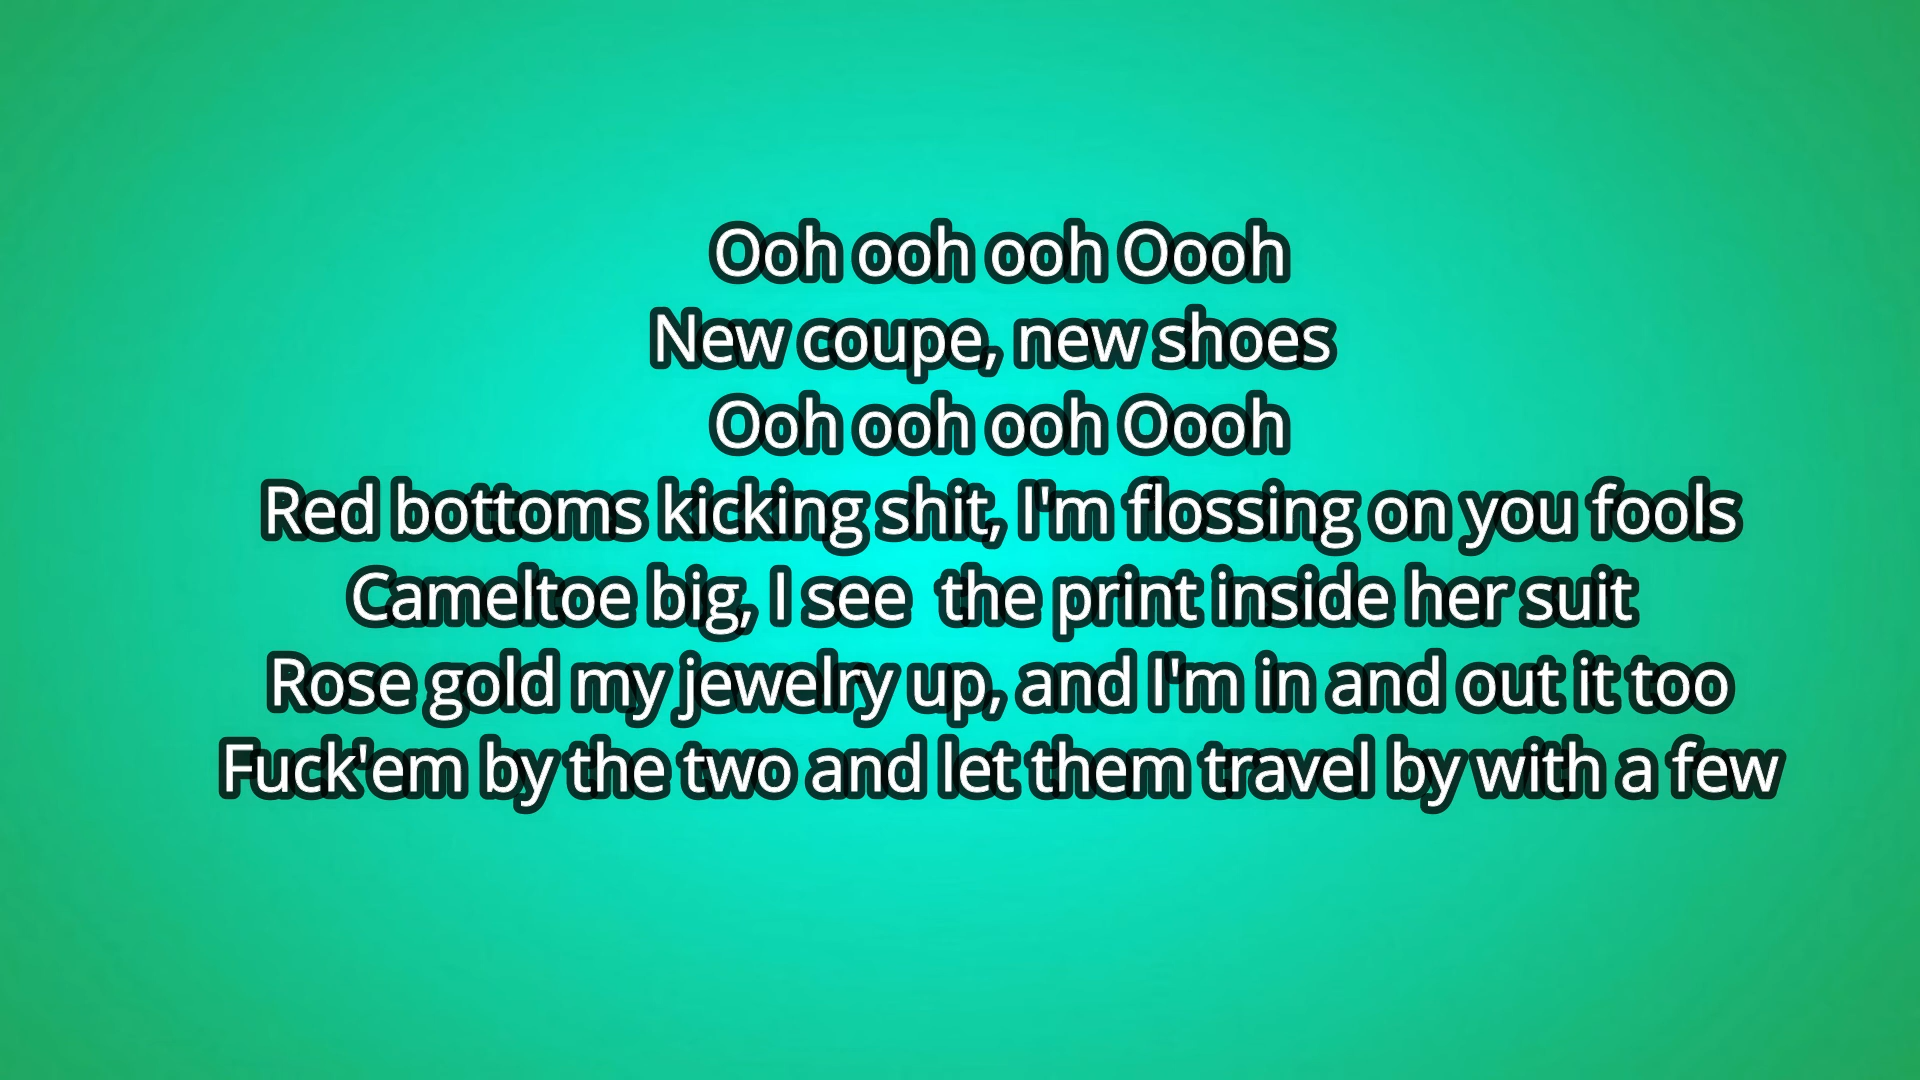 Ooh ooh ooh Oooh
New coupe, new shoes
Ooh ooh ooh Oooh
Red bottoms kicking shit, I'm flossing on you fools
Cameltoe big, I see  the print inside her suit
Rose gold my jewelry up, and I'm in and out it too
Fuck'em by the two and let them travel by with a few